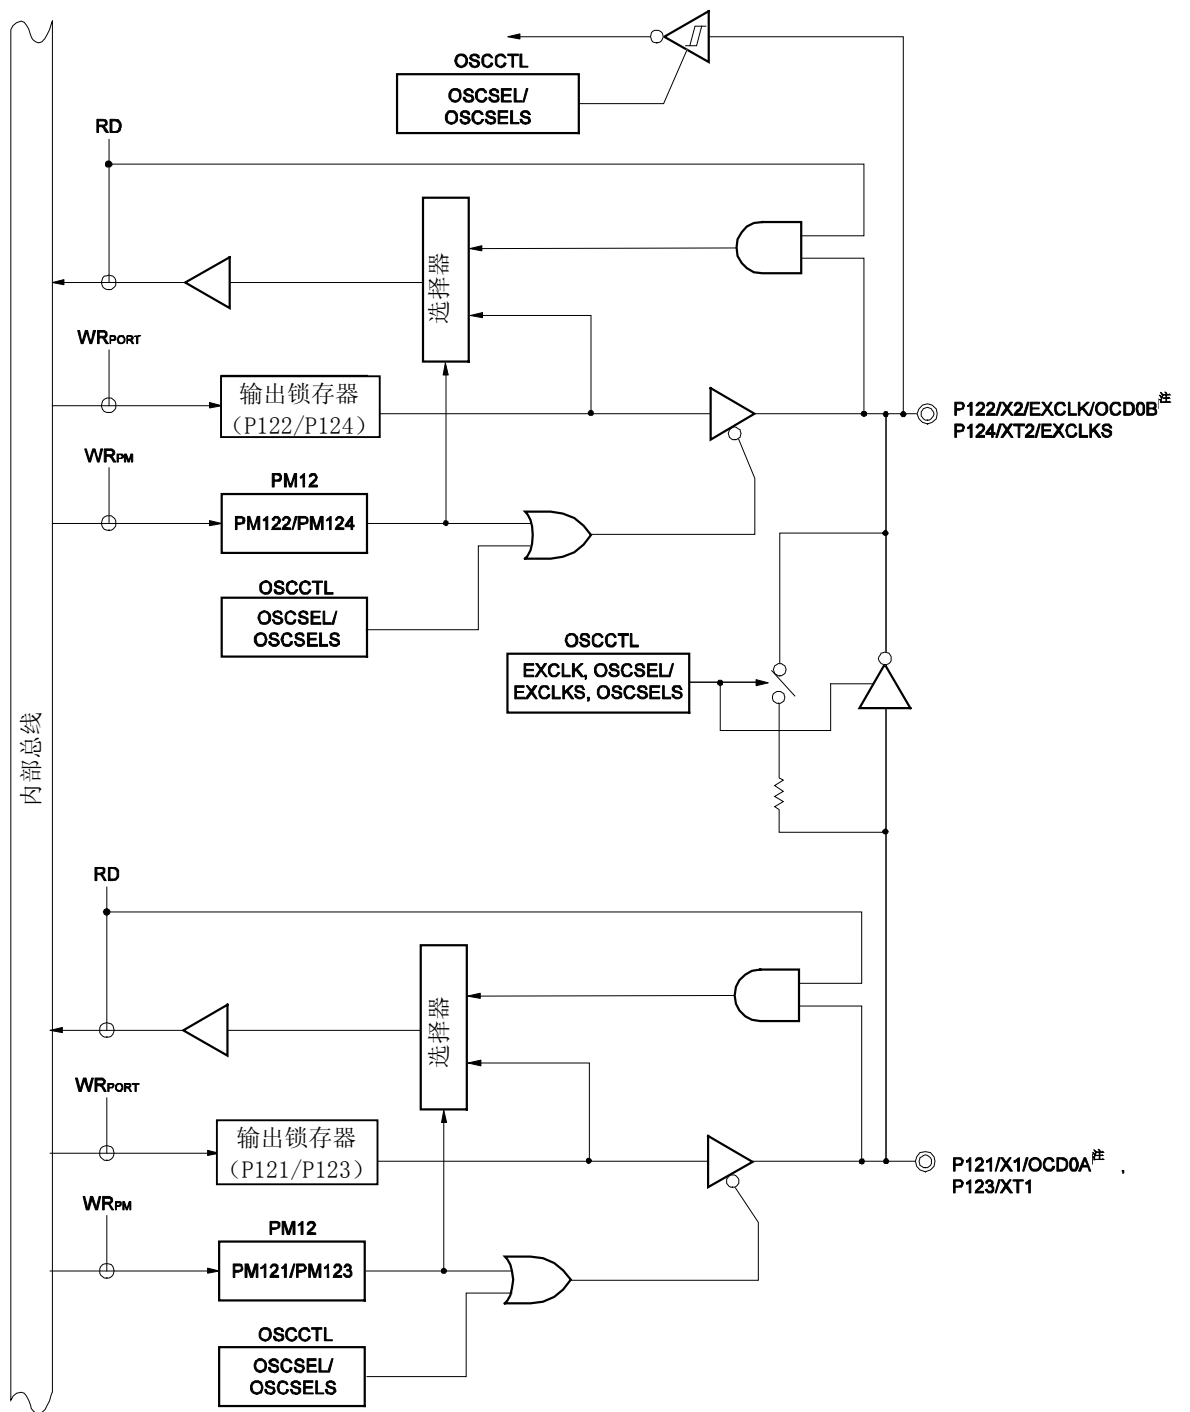 OSCCTL
OSCSEL/
OSCSELS
RD
选择器
WRPORT
输出锁存器
(P122/P124)
P122/X2/EXCLK/OCD0B注
P124/XT2/EXCLKS
WRPM
PM12
PM122/PM124
OSCCTL
OSCSEL/
OSCSELS
OSCCTL
EXCLK, OSCSEL/
EXCLKS, OSCSELS
内部总线
RD
选择器
WRPORT
输出锁存器
(P121/P123)
P121/X1/OCD0A注,
P123/XT1
WRPM
PM12
PM121/PM123
OSCCTL
OSCSEL/
OSCSELS